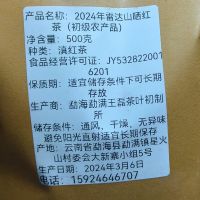 产品名称：2024年雷达山晒红
茶（初级农产品）
净含量：500克
种类：滇红茶
食品经营许可证：JY532822001
6201
保质期：适宜储存条件下可长期
存放
勐海勐满王磊茶叶初制
所
储存条件：通风、干燥、无异味
避免阳光直射适宜长期保存
产地：云南省勐海县勐满镇星火
山村委会大新寨小组5号
生产日期：2024年3月6日
电话：15924646707